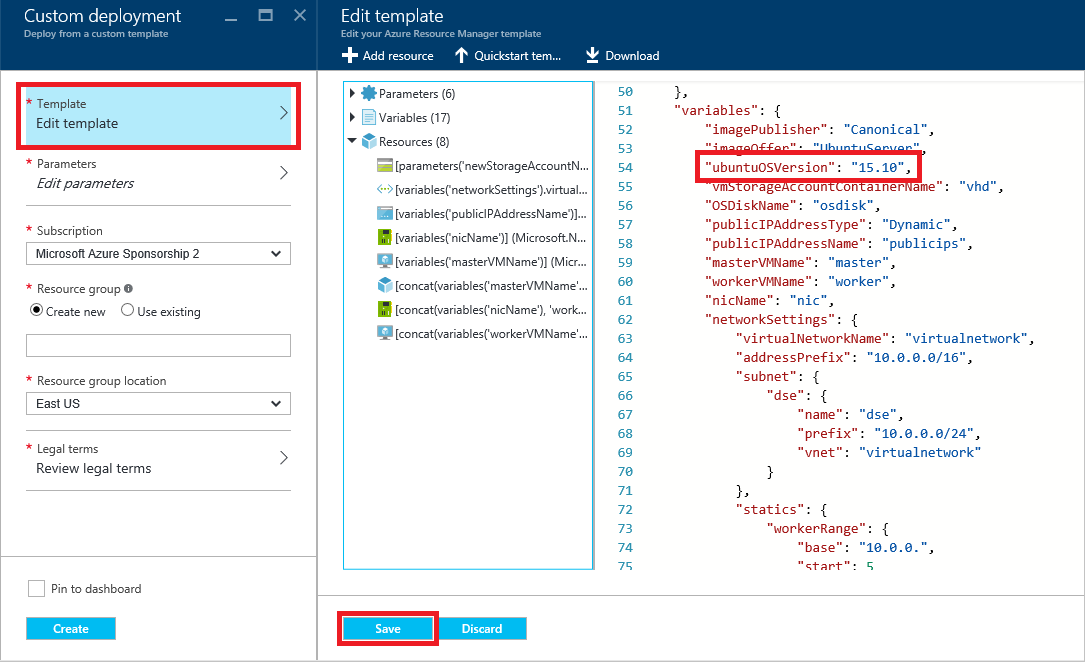 Custom deployment
Deploy from a custom template
* Template
Edit template
* Parameters
Edit parameters
* Subscription
Microsoft Azure Sponsorship 2
* Resource group
Create new Use existing
* Resource group location
East US
* Legal terms
Review legal terms
Pin to dashboard
Create
Edit template
Edit your Azure Resource Manager template
Add resource Quickstart tem... Download
Parameters (6)
Variables (17)
Resources (8)
[parameters('newStorageAccountN...
[variables('networkSettings').virtual...
[variables('publicIPAddressName')]...
[variables('nicName')] (Microsoft.N...
[variables('masterVMName')] (Micr...
[concat(variables('masterVMName'...
[concat(variables('nicName'), 'work...
[concat(variables('workerVMName'...
50 },
51 "variables": {
52 "imagePublisher": "Canonical",
53 "imageOffer": "UbuntuServer",
54 "ubuntuOSVersion": "15.10",
55 "vmStorageAccountContainerName": "vhd",
56 "OSDiskName": "osdisk",
57 "publicIPAddressType": "Dynamic",
58 "publicIPAddressName": "publicips",
59 "masterVMName": "master",
60 "workerVMName": "worker",
61 "nicName": "nic",
62 "networkSettings": {
63 "virtualNetworkName": "virtualnetwork",
64 "addressPrefix": "10.0.0.0/16",
65 "subnet": {
66 "dse": {
67 "name": "dse",
68 "prefix": "10.0.0.0/24",
69 "vnet": "virtualnetwork"
70 }
71 },
72 "statics": {
73 "workerRange": {
74 "base": "10.0.0.",
75 "start": 5
Save Discard